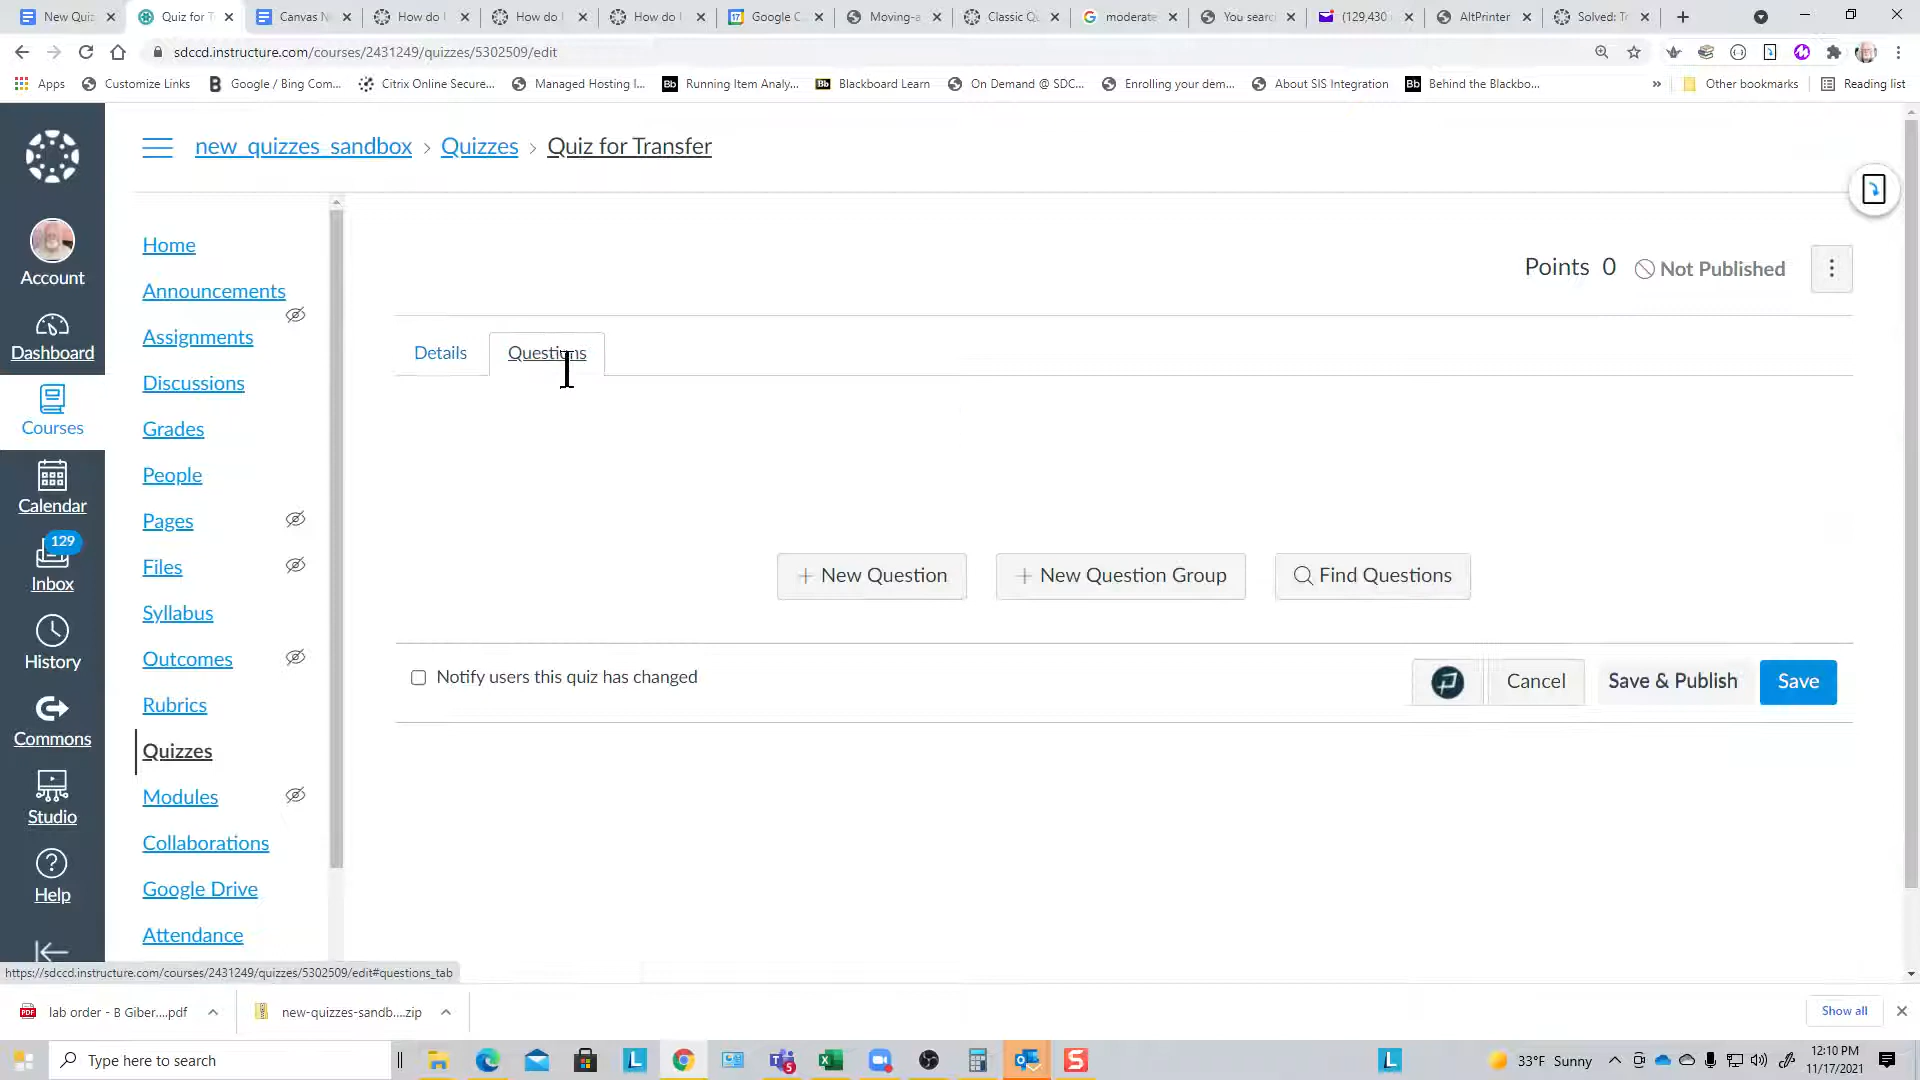 New Quiz
Quiz for T
Canvas N
How do I
How do I
How do I
Google C
Moving-a
Classic Q
moderate
You searc
(129,430
AltPrinter
Solved: Tr
sdccd.instructure.com/courses/2431249/quizzes/5302509/edit
Apps
Customize Links
Google / Bing Com...
Citrix Online Secure...
Managed Hosting I...
Running Item Analy...
Blackboard Learn
On Demand @ SDC...
Enrolling your dem...
About SIS Integration
Behind the Blackbo...
Other bookmarks
Reading list
new_quizzes_sandbox > Quizzes > Quiz for Transfer
Account
Dashboard
Courses
Calendar
129
Inbox
History
Commons
Studio
Help
Home
Announcements
Assignments
Discussions
Grades
People
Pages
Files
Syllabus
Outcomes
Rubrics
Quizzes
Modules
Collaborations
Google Drive
Attendance
Points 0 Not Published
Details
Questions
+ New Question
+ New Question Group
Find Questions
Notify users this quiz has changed
Cancel
Save & Publish
Save
https://sdccd.instructure.com/courses/2431249/quizzes/5302509/edit#questions_tab
lab order - B Giber....pdf
new-quizzes-sandb....zip
Show all
Type here to search
33°F Sunny
12:10 PM
11/17/2021